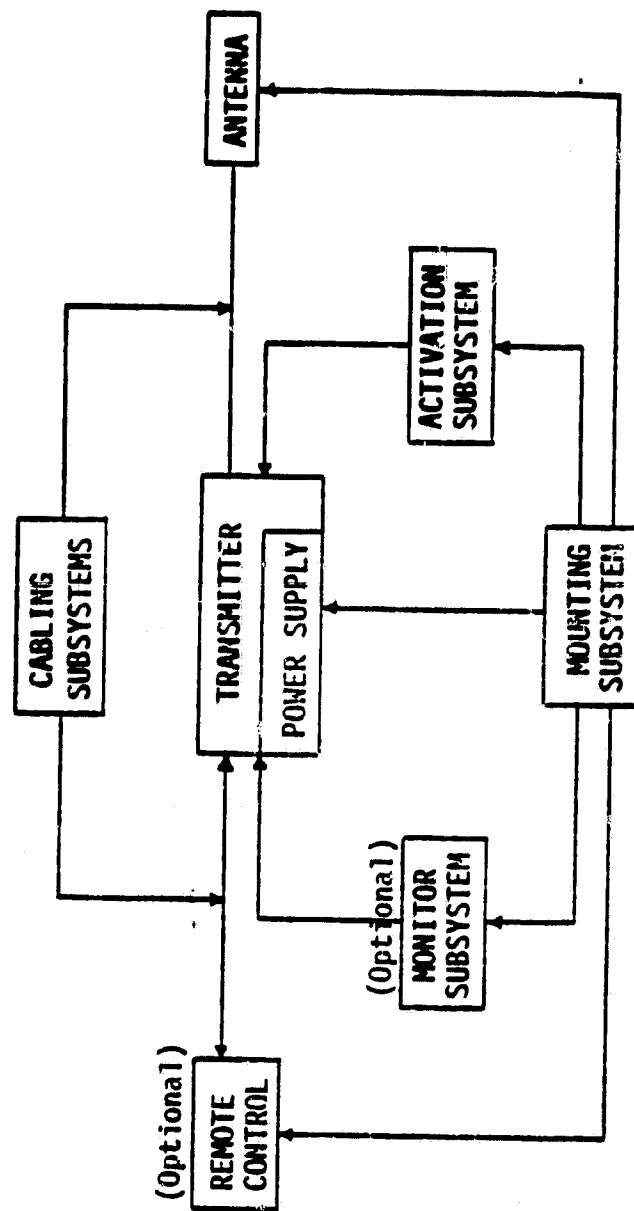 CABLING
SUBSYSTEMS
(Optional)
REMOTE
CONTROL
TRANSMITTER
POWER SUPPLY
ANTENNA
(Optional)
MONITOR
SUBSYSTEM
ACTIVATION
SUBSYSTEM
MOUNTING
SUBSYSTEM